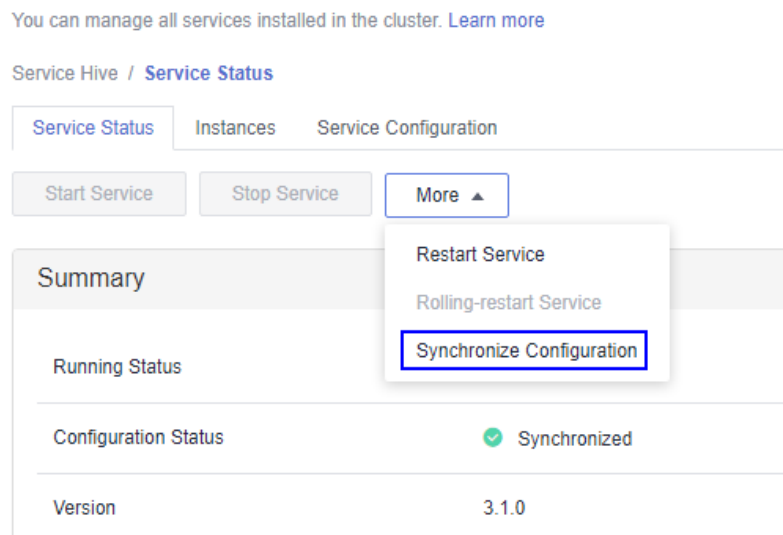 You can manage all services installed in the cluster. Learn more
Service Hive / Service Status
Service Status Instances Service Configuration
Start Service Stop Service More
Restart Service
Summary
Rolling-restart Service
Synchronize Configuration
Running Status
Configuration Status Synchronized
Version 3.1.0